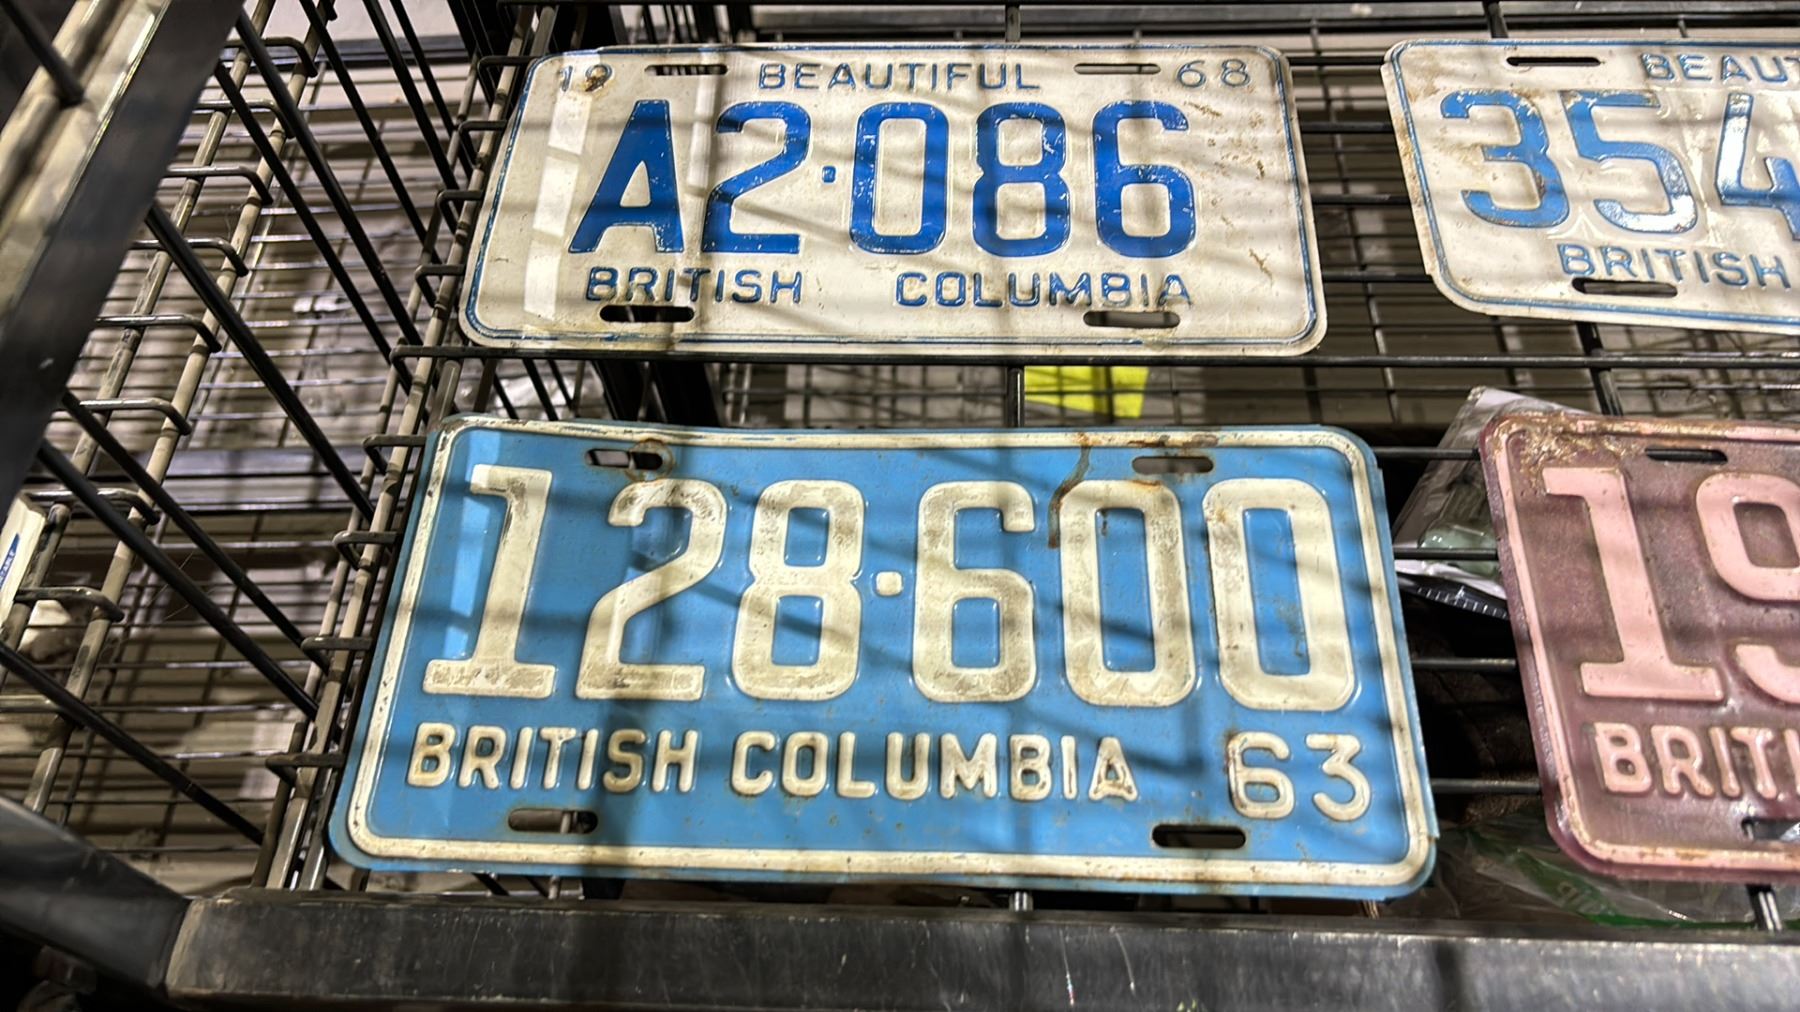 19 BEAUTIFUL 68
A2·086
BRITISH COLUMBIA
BEAUT
354
BRITISH
128·600
BRITISH COLUMBIA 63
19
BRITI